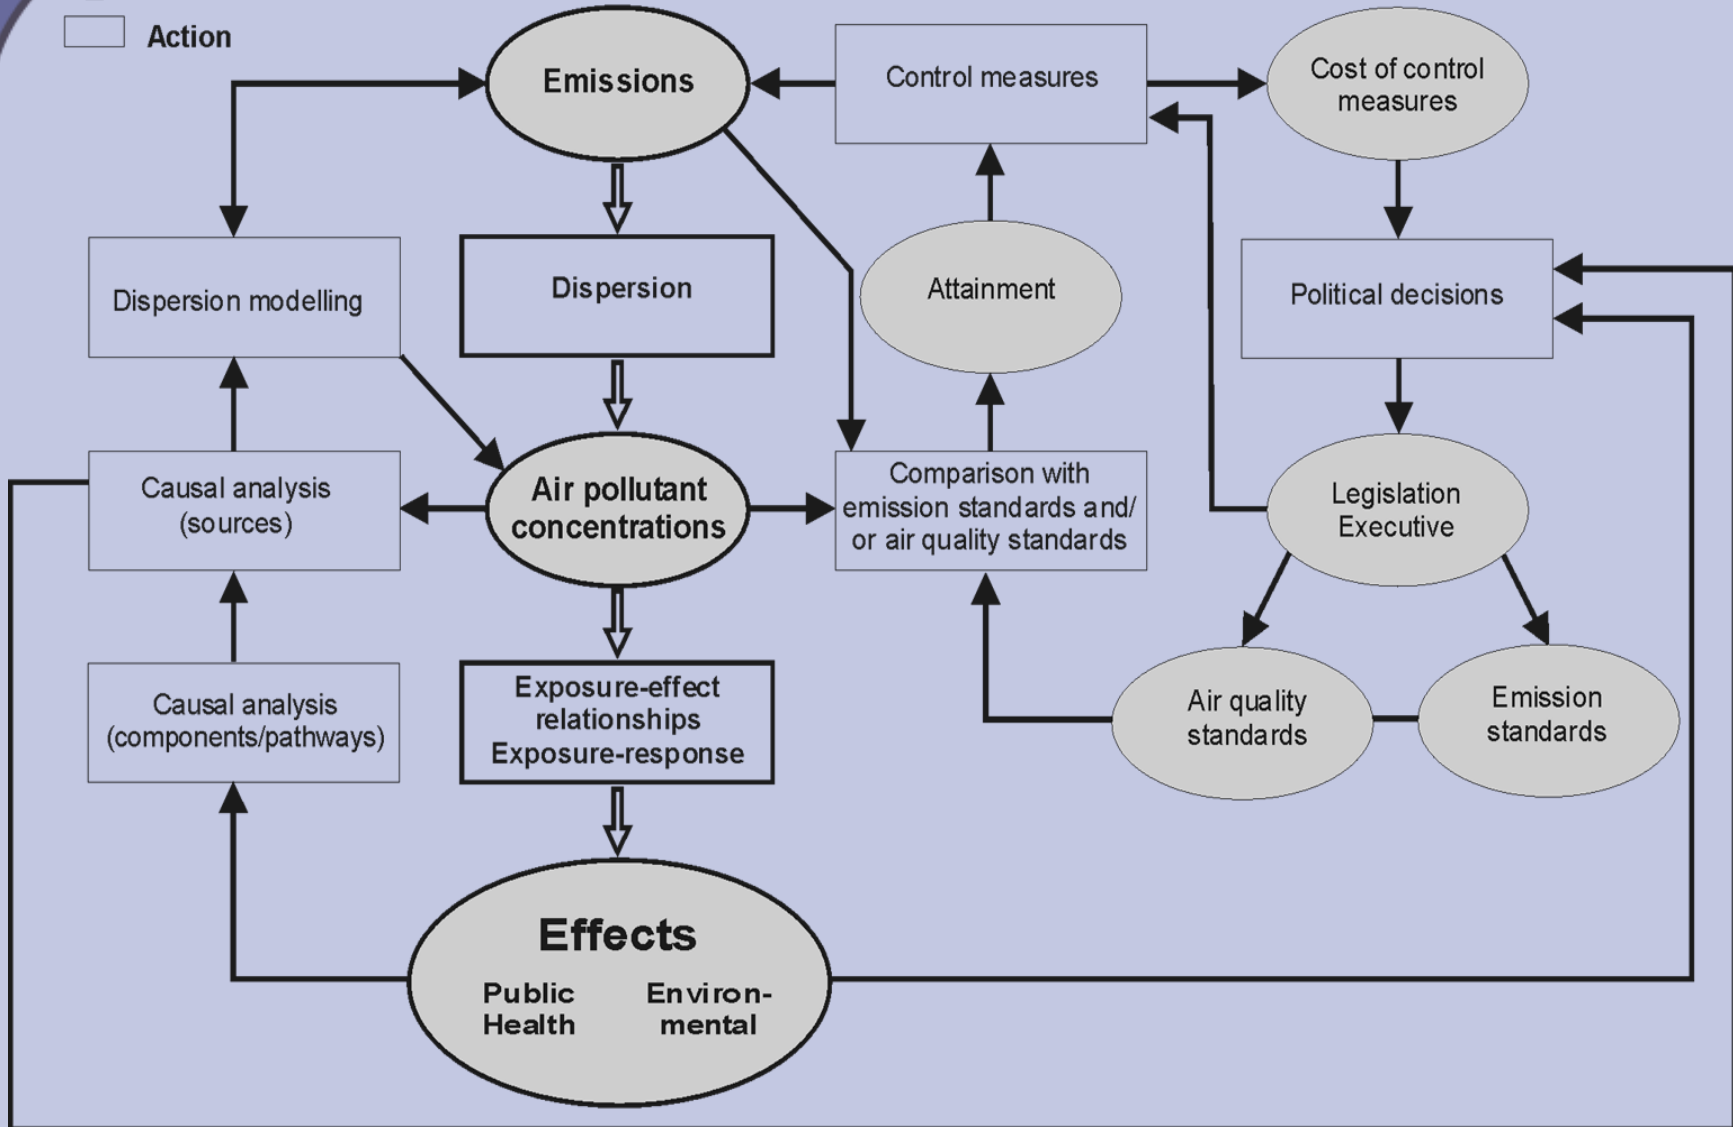 Action
Emissions
Control measures
Cost of control
measures
Dispersion modelling
Dispersion
Attainment
Political decisions
Causal analysis
(sources)
Air pollutant
concentrations
Comparison with
emission standards and/
or air quality standards
Legislation
Executive
Causal analysis
(components/pathways)
Exposure-effect
relationships
Exposure-response
Air quality
standards
Emission
standards
Effects
Public
Health
Environ-
mental